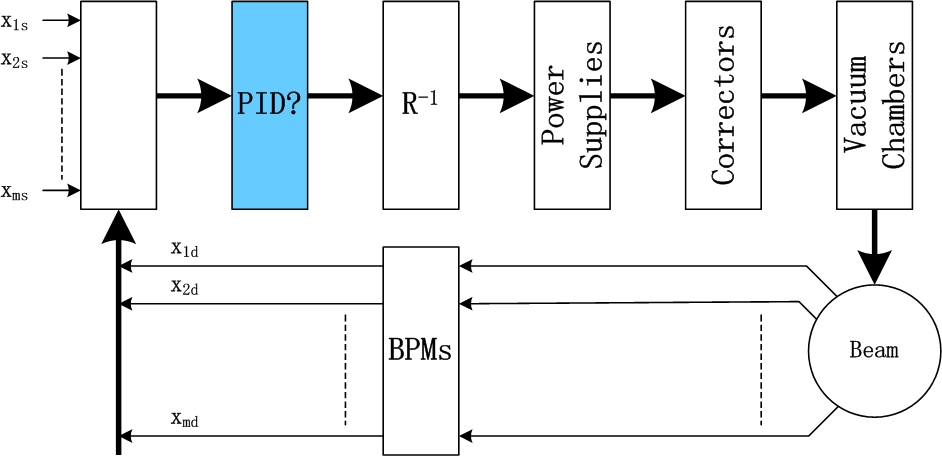 x1s
x2s
xms
PID?
R⁻¹
Power
Supplies
Correctors
Vacuum
Chambers
x1d
x2d
xmd
BPMs
Beam